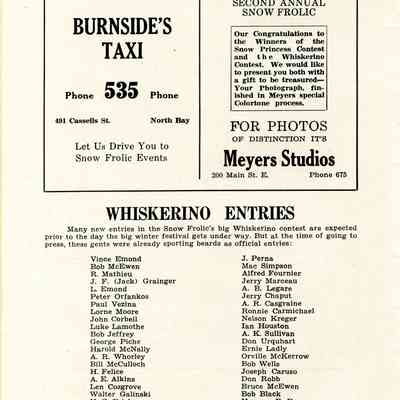 BURNSIDE'S
TAXI
Phone 535 Phone
491 Cassells St. North Bay
Let Us Drive You to
Snow Frolic Events
SECOND ANNUAL
SNOW FROLIC
Our Congratulations to
the Winners of the
Snow Princess Contest
and the Whiskerino
Contest. We would like
to present you both with
a gift to be treasured—
Your Photograph, fin-
ished in Meyers special
Colortone process.
FOR PHOTOS
OF DISTINCTION IT'S
Meyers Studios
200 Main St. E. Phone 675
WHISKERINO ENTRIES
Many new entries in the Snow Frolic's big Whiskerino contest are expected
prior to the day the big winter festival gets under way. But at the time of going to
press, these gents were already sporting beards as official entries:
Vince Emond
Bob McEwen
R. Mathieu
J. F. (Jack) Grainger
L. Emond
Peter Orfankos
Paul Vezina
Lorne Moore
John Corbeil
Luke Lamothe
Bob Jeffrey
George Piche
Harold McNally
A. R. Whorley
Bill McCulloch
H. Felice
A. E. Alkins
Len Cozgrove
Walter Galinski
J. Perna
Mac Simpson
Alfred Fournier
Jerry Marceau
A. B. Legare
Jerry Chaput
A. R. Casgraine
Ronnie Carmichael
Nelson Kreger
Ian Houston
A. K. Sullivan
Don Urquhart
Ernie Ladly
Orville McKerrow
Bob Wells
Joseph Caruso
Don Robb
Bruce McEwen
Bob Black